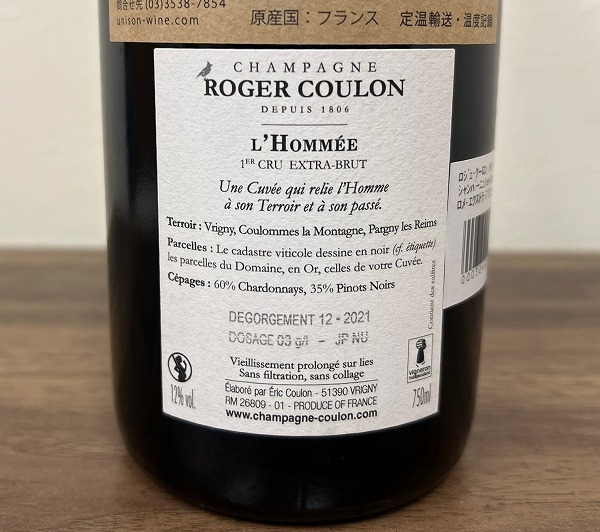 問合せ先 (03)3538-7854
unison-wine.com
原産国：フランス 定温輸送・温度記録
CHAMPAGNE
ROGER COULON
DEPUIS 1806
L'HOMMÉE
1ER CRU EXTRA-BRUT
Une Cuvée qui relie l'Homme
à son Terroir et à son passé.
Terroir : Vrigny, Coulommes la Montagne, Pargny les Reims
Parcelles : Le cadastre viticole dessine en noir (cf. étiquette)
les parcelles du Domaine, en Or, celles de votre Cuvée.
Cépages : 60% Chardonnays, 35% Pinots Noirs
Contient des sulfites
DEGORGEMENT 12 - 2021
DOSAGE 03 g/l - JP NU
Vieillissement prolongé sur lies
Sans filtration, sans collage
vigneron
indépendant
12% vol.
Élaboré par Éric Coulon - 51390 VRIGNY
RM 26809 - 01 - PRODUCE OF FRANCE
www.champagne-coulon.com
750ml